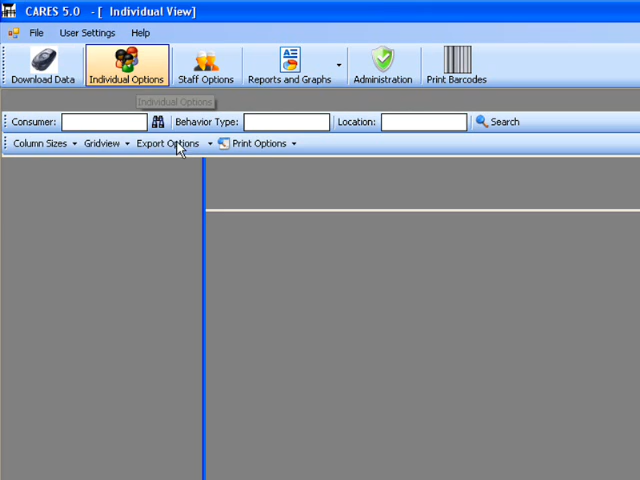 CARES 5.0 - [ Individual View]
File User Settings Help
Download Data Individual Options Staff Options Reports and Graphs Administration Print Barcodes
Individual Options
Consumer: Behavior Type: Location: Search
Column Sizes Gridview Export Options Print Options